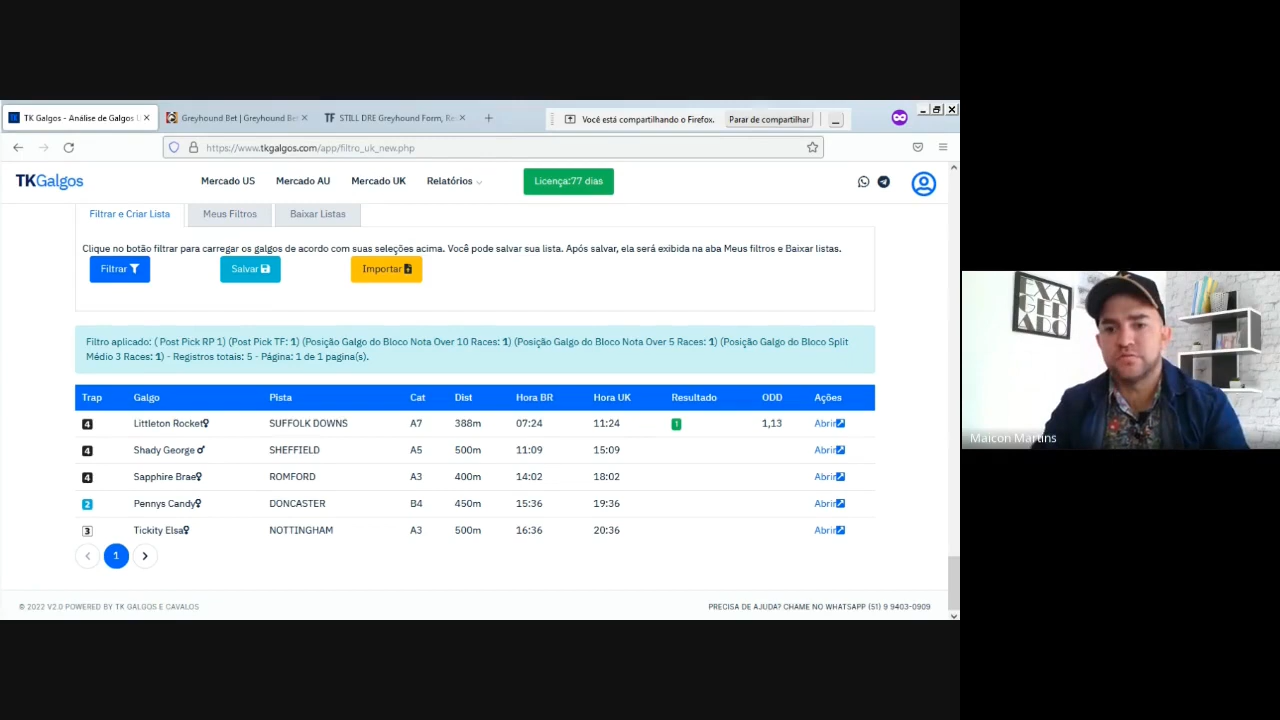 TK Galgos - Análise de Galgos U
Greyhound Bet | Greyhound Be
TF STILL DRE Greyhound Form, Re
Você está compartilhando o Firefox.
Parar de compartilhar
https://www.tkgalgos.com/app/filtro_uk_new.php
TKGalgos
Mercado US
Mercado AU
Mercado UK
Relatórios
Licença:77 dias
Filtrar e Criar Lista
Meus Filtros
Baixar Listas
Clique no botão filtrar para carregar os galgos de acordo com suas seleções acima. Você pode salvar sua lista. Após salvar, ela será exibida na aba Meus filtros e Baixar listas.
Filtrar
Salvar
Importar
Filtro aplicado: ( Post Pick RP 1) (Post Pick TF: 1) (Posição Galgo do Bloco Nota Over 10 Races: 1) (Posição Galgo do Bloco Nota Over 5 Races: 1) (Posição Galgo do Bloco Split
Médio 3 Races: 1) - Registros totais: 5 - Página: 1 de 1 pagina(s).
Trap Galgo Pista Cat Dist Hora BR Hora UK Resultado ODD Ações
4 Littleton Rocket♀ SUFFOLK DOWNS A7 388m 07:24 11:24 1 1,13 Abrir
4 Shady George ♂ SHEFFIELD A5 500m 11:09 15:09 Abrir
4 Sapphire Brae♀ ROMFORD A3 400m 14:02 18:02 Abrir
2 Pennys Candy♀ DONCASTER B4 450m 15:36 19:36 Abrir
3 Tickity Elsa♀ NOTTINGHAM A3 500m 16:36 20:36 Abrir
1
© 2022 V2.0 POWERED BY TK GALGOS E CAVALOS
PRECISA DE AJUDA? CHAME NO WHATSAPP (51) 9 9403-0909
EXA
GER
ADO
Maicon Martins